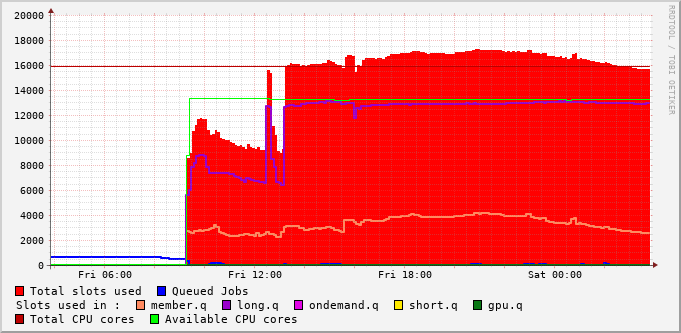 20000
18000
16000
14000
12000
10000
8000
6000
4000
2000
0
Fri 06:00 Fri 12:00 Fri 18:00 Sat 00:00
Total slots used Queued Jobs
Slots used in : member.q long.q ondemand.q short.q gpu.q
Total CPU cores Available CPU cores
RRDTOOL / TOBI OETIKER